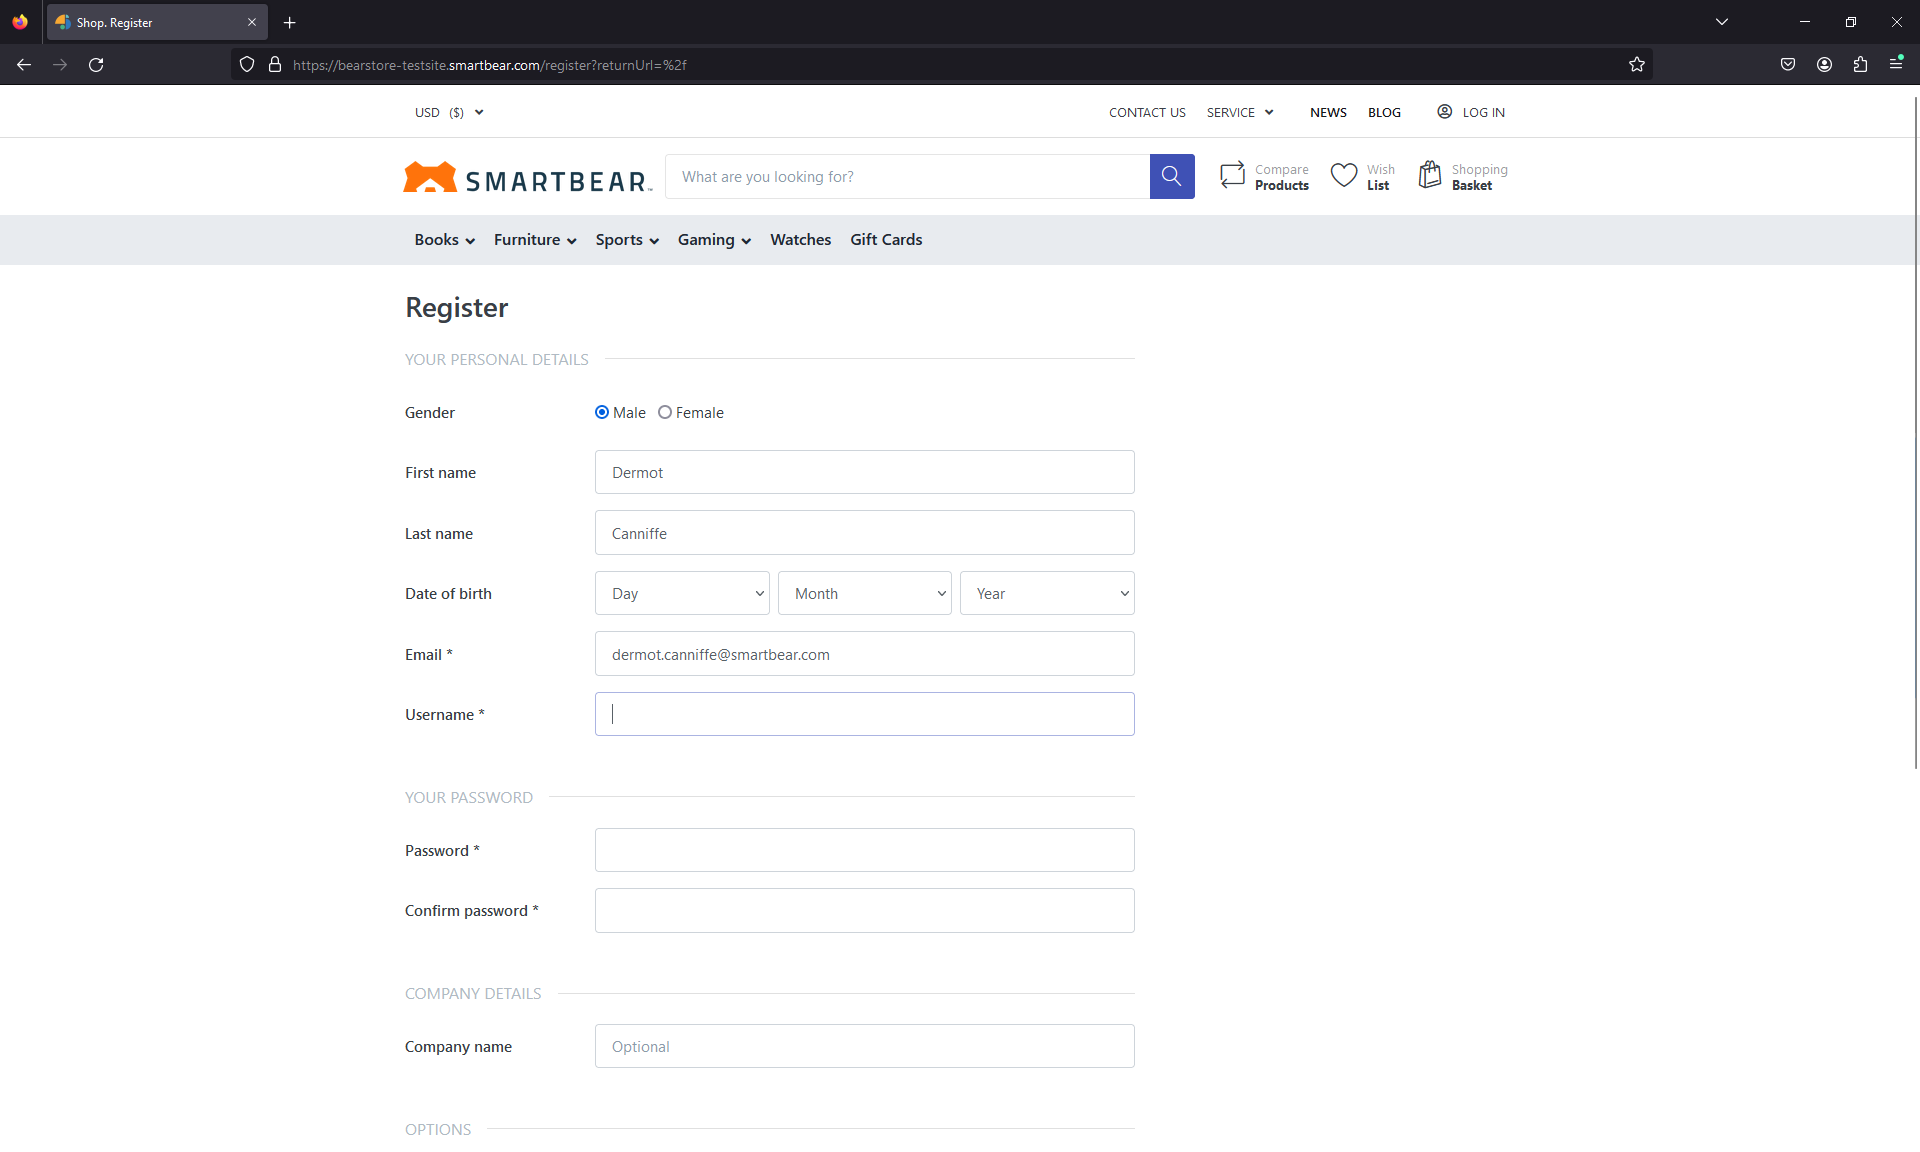 Shop. Register
https://bearstore-testsite.smartbear.com/register?returnUrl=%2f
USD ($) CONTACT US SERVICE NEWS BLOG LOG IN
SMARTBEAR™ What are you looking for? Compare Products Wish List Shopping Basket
Books Furniture Sports Gaming Watches Gift Cards
Register
YOUR PERSONAL DETAILS
Gender Male Female
First name Dermot
Last name Canniffe
Date of birth Day Month Year
Email * dermot.canniffe@smartbear.com
Username *
YOUR PASSWORD
Password *
Confirm password *
COMPANY DETAILS
Company name Optional
OPTIONS